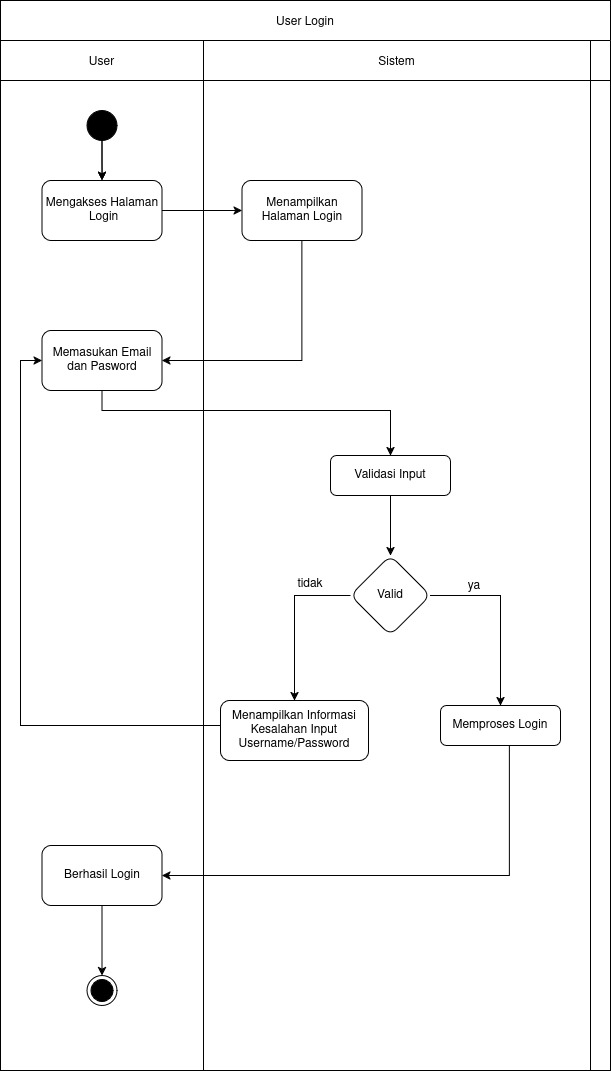 User Login
User
Sistem
Mengakses Halaman
Login
Menampilkan
Halaman Login
Memasukan Email
dan Pasword
Validasi Input
Valid
tidak
ya
Menampilkan Informasi
Kesalahan Input
Username/Password
Memproses Login
Berhasil Login